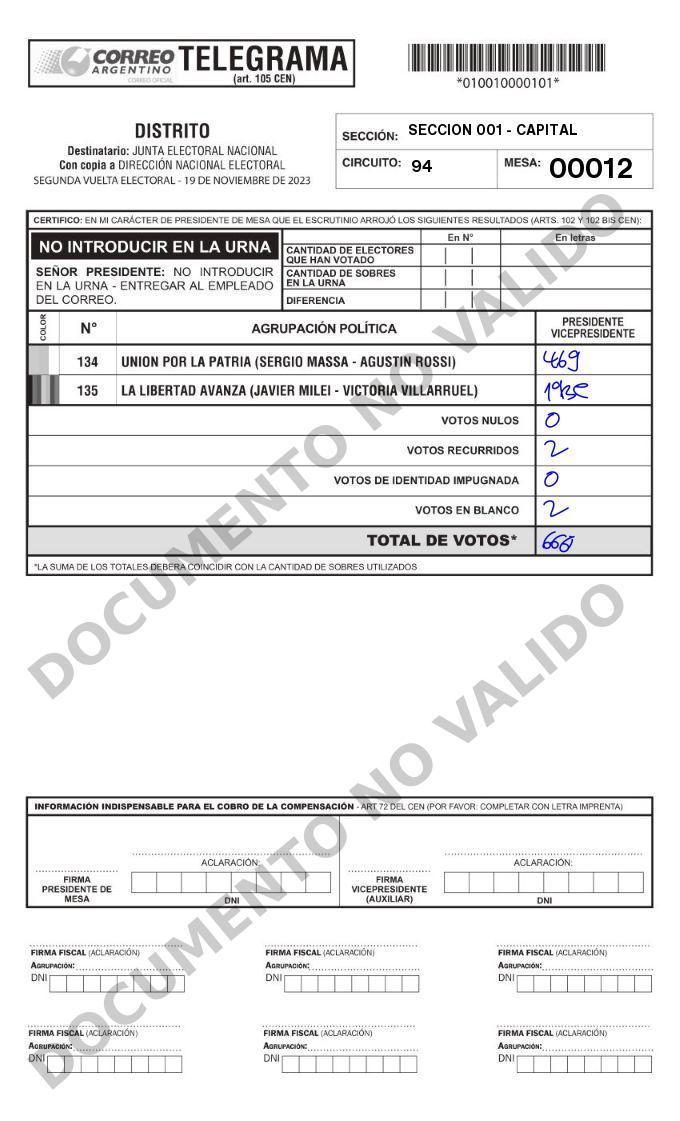 CORREO ARGENTINO
CORREO OFICIAL
TELEGRAMA
(art. 105 CEN)
*010010000101*
DISTRITO
Destinatario: JUNTA ELECTORAL NACIONAL
Con copia a DIRECCIÓN NACIONAL ELECTORAL
SEGUNDA VUELTA ELECTORAL - 19 DE NOVIEMBRE DE 2023
SECCIÓN: SECCION 001 - CAPITAL
CIRCUITO: 94 MESA: 00012
CERTIFICO: EN MI CARÁCTER DE PRESIDENTE DE MESA QUE EL ESCRUTINIO ARROJÓ LOS SIGUIENTES RESULTADOS (ARTS. 102 Y 102 BIS CEN):
NO INTRODUCIR EN LA URNA
SEÑOR PRESIDENTE: NO INTRODUCIR
EN LA URNA - ENTREGAR AL EMPLEADO
DEL CORREO.
En N° En letras
CANTIDAD DE ELECTORES
QUE HAN VOTADO
CANTIDAD DE SOBRES
EN LA URNA
DIFERENCIA
COLOR N° AGRUPACIÓN POLÍTICA PRESIDENTE
VICEPRESIDENTE
134 UNION POR LA PATRIA (SERGIO MASSA - AGUSTIN ROSSI) 469
135 LA LIBERTAD AVANZA (JAVIER MILEI - VICTORIA VILLARRUEL)
VOTOS NULOS 0
VOTOS RECURRIDOS 2
VOTOS DE IDENTIDAD IMPUGNADA 0
VOTOS EN BLANCO 2
TOTAL DE VOTOS*
*LA SUMA DE LOS TOTALES DEBERA COINCIDIR CON LA CANTIDAD DE SOBRES UTILIZADOS
DOCUMENTO NO VALIDO
DOCUMENTO NO VALIDO
INFORMACIÓN INDISPENSABLE PARA EL COBRO DE LA COMPENSACIÓN - ART 72 DEL CEN (POR FAVOR: COMPLETAR CON LETRA IMPRENTA)
FIRMA
PRESIDENTE DE
MESA
ACLARACIÓN:
DNI
FIRMA
VICEPRESIDENTE
(AUXILIAR)
ACLARACIÓN:
DNI
FIRMA FISCAL (ACLARACIÓN)
AGRUPACIÓN:
DNI
FIRMA FISCAL (ACLARACIÓN)
AGRUPACIÓN:
DNI
FIRMA FISCAL (ACLARACIÓN)
AGRUPACIÓN:
DNI
FIRMA FISCAL (ACLARACIÓN)
AGRUPACIÓN:
DNI
FIRMA FISCAL (ACLARACIÓN)
AGRUPACIÓN:
DNI
FIRMA FISCAL (ACLARACIÓN)
AGRUPACIÓN:
DNI